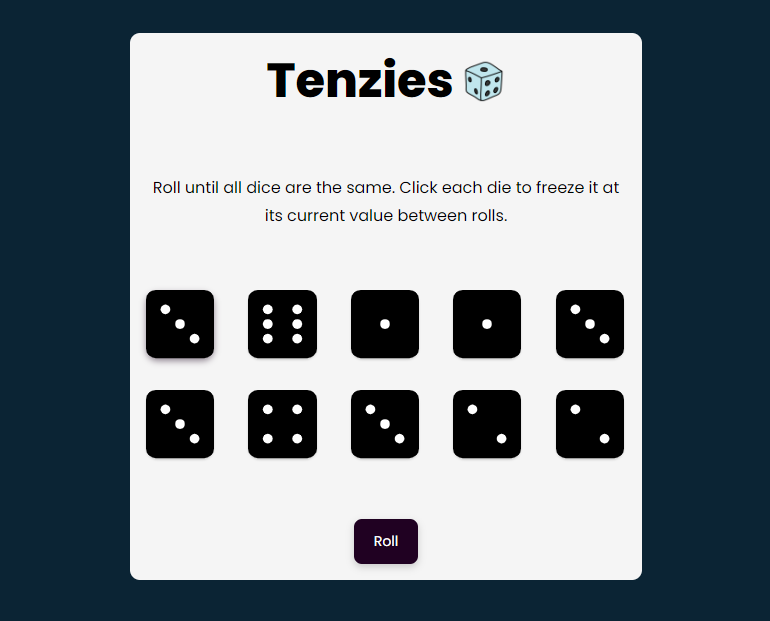 Tenzies
Roll until all dice are the same. Click each die to freeze it at
its current value between rolls.
Roll